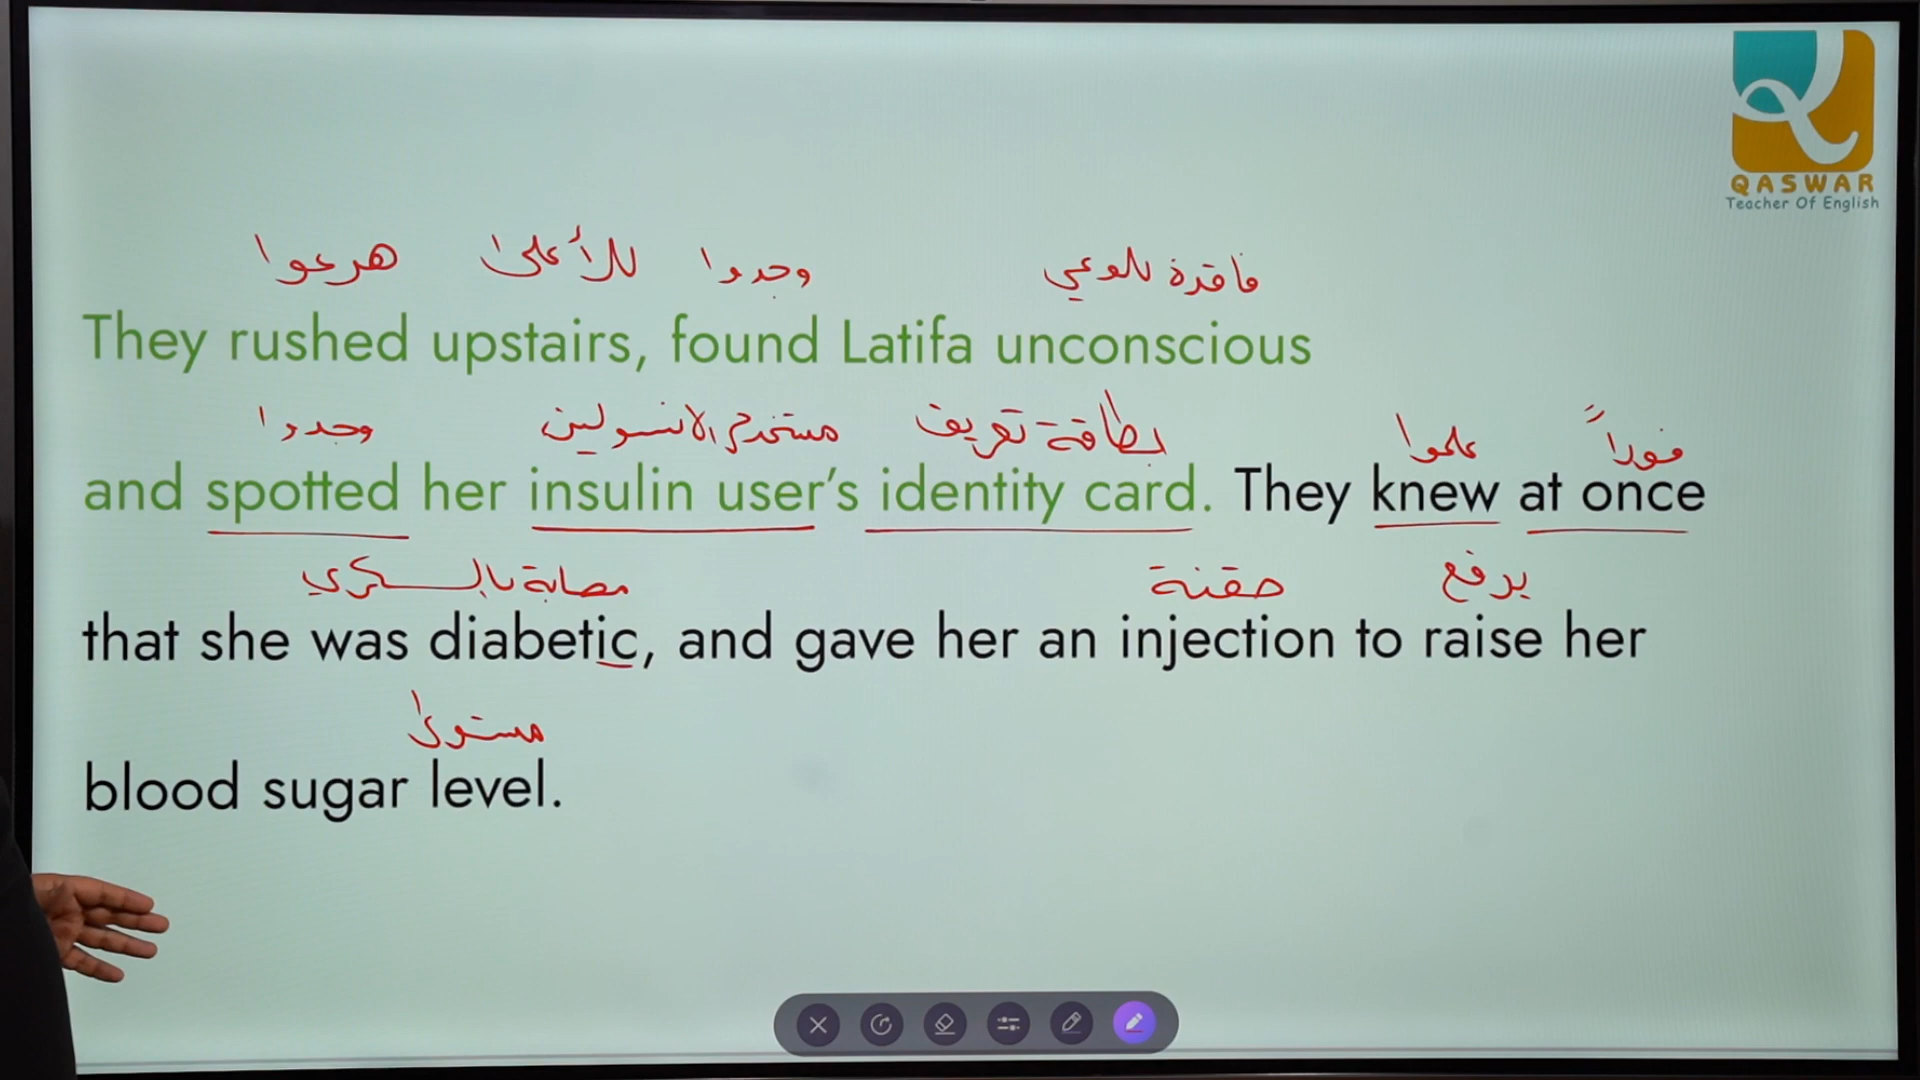 QASWAR
Teacher Of English
هرعوا للأعلى وجدوا فاقدة للوعي
They rushed upstairs, found Latifa unconscious
وجدوا مستخدم الانسولين بطاقة تعريف علموا فوراً
and spotted her insulin user's identity card. They knew at once
مصابة بالسكري حقنة يرفع
that she was diabetic, and gave her an injection to raise her
مستوى
blood sugar level.